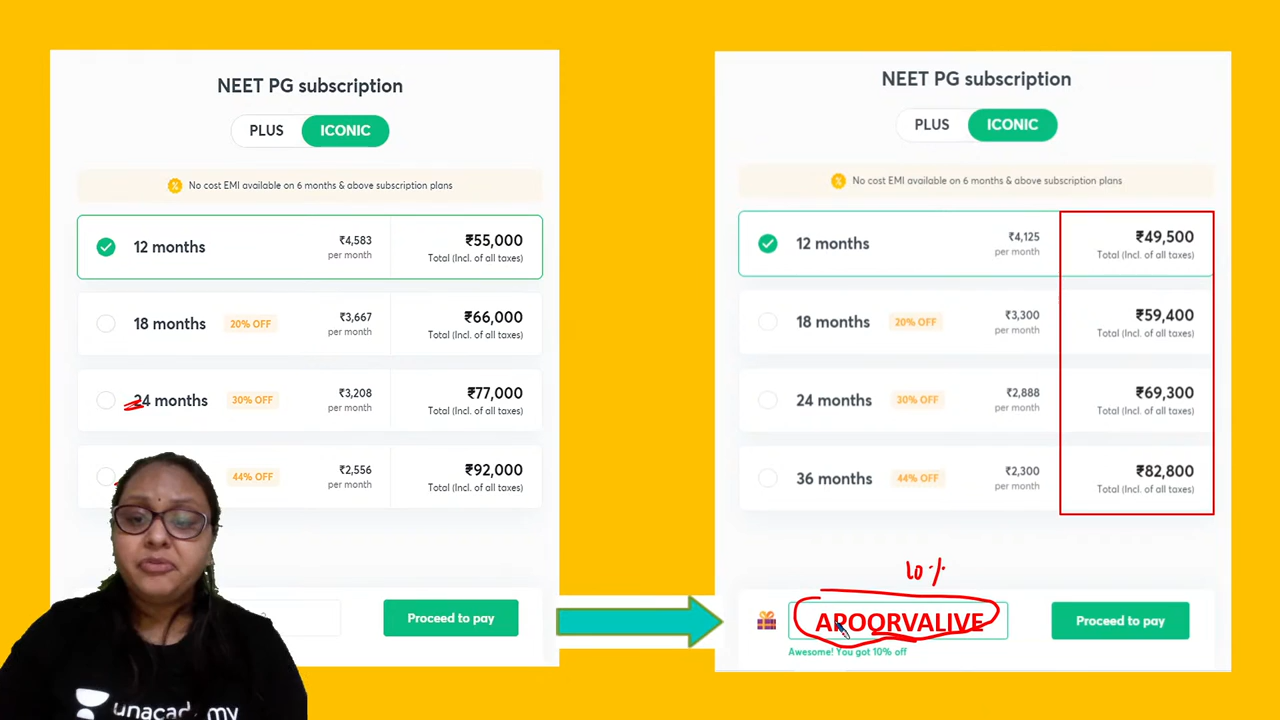 NEET PG subscription
PLUS
ICONIC
No cost EMI available on 6 months & above subscription plans
12 months
₹4,583
per month
₹55,000
Total (Incl. of all taxes)
18 months
20% OFF
₹3,667
per month
₹66,000
Total (Incl. of all taxes)
24 months
30% OFF
₹3,208
per month
₹77,000
Total (Incl. of all taxes)
44% OFF
₹2,556
per month
₹92,000
Total (Incl. of all taxes)
Proceed to pay
unacademy
NEET PG subscription
PLUS
ICONIC
No cost EMI available on 6 months & above subscription plans
12 months
₹4,125
per month
₹49,500
Total (Incl. of all taxes)
18 months
20% OFF
₹3,300
per month
₹59,400
Total (Incl. of all taxes)
24 months
30% OFF
₹2,888
per month
₹69,300
Total (Incl. of all taxes)
36 months
44% OFF
₹2,300
per month
₹82,800
Total (Incl. of all taxes)
10%
APOORVALIVE
Proceed to pay
Awesome! You got 10% off